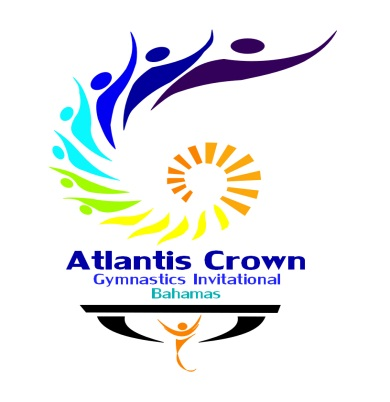 Atlantis Crown
Gymnastics Invitational
Bahamas